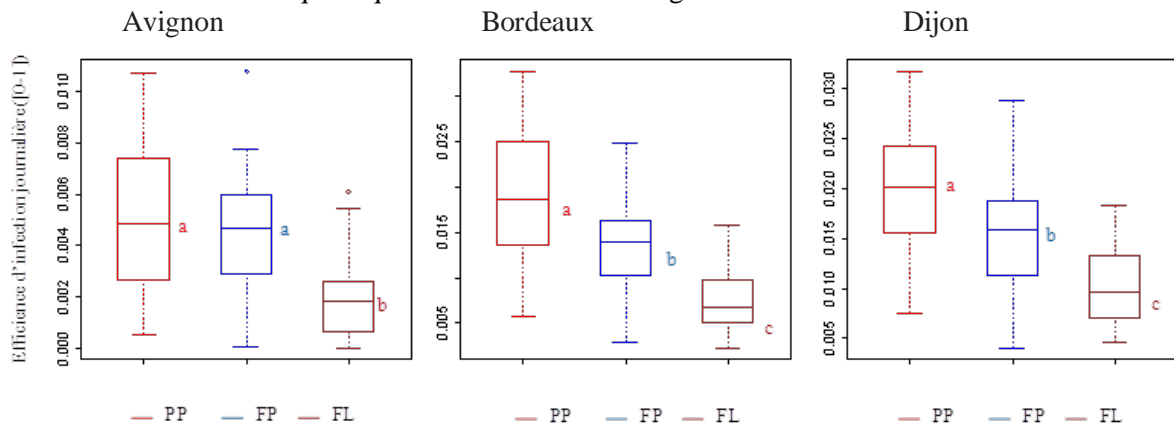 Avignon Bordeaux Dijon
Efficience d'infection journalière ([0-1])
0.010
0.008
0.006
0.004
0.002
0.000
a
a
b
0.025
0.015
0.005
a
b
c
0.030
0.025
0.020
0.015
0.010
0.005
a
b
c
PP FP FL
PP FP FL
PP FP FL